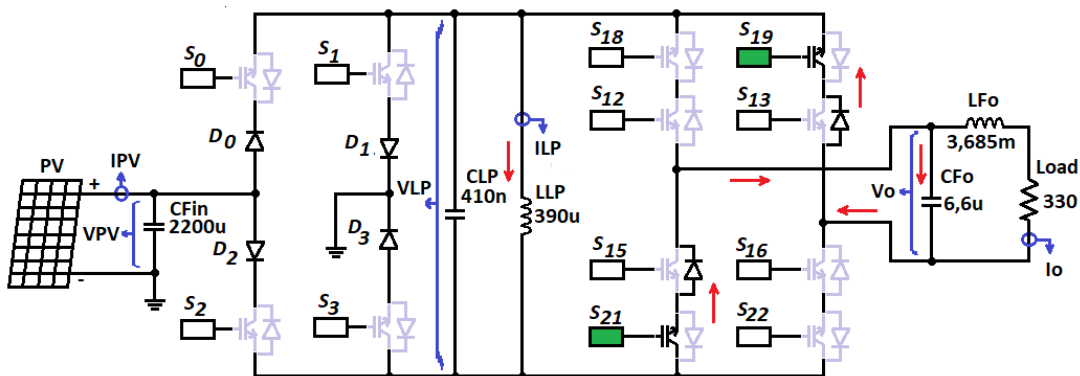 S0
S1
S18
S19
S12
S13
D0
D1
PV
IPV
+
-
CFin
2200u
VPV
D2
D3
S2
S3
VLP
CLP
410n
ILP
LLP
390u
S15
S16
S21
S22
LFo
3,685m
Vo
CFo
6,6u
Load
330
Io